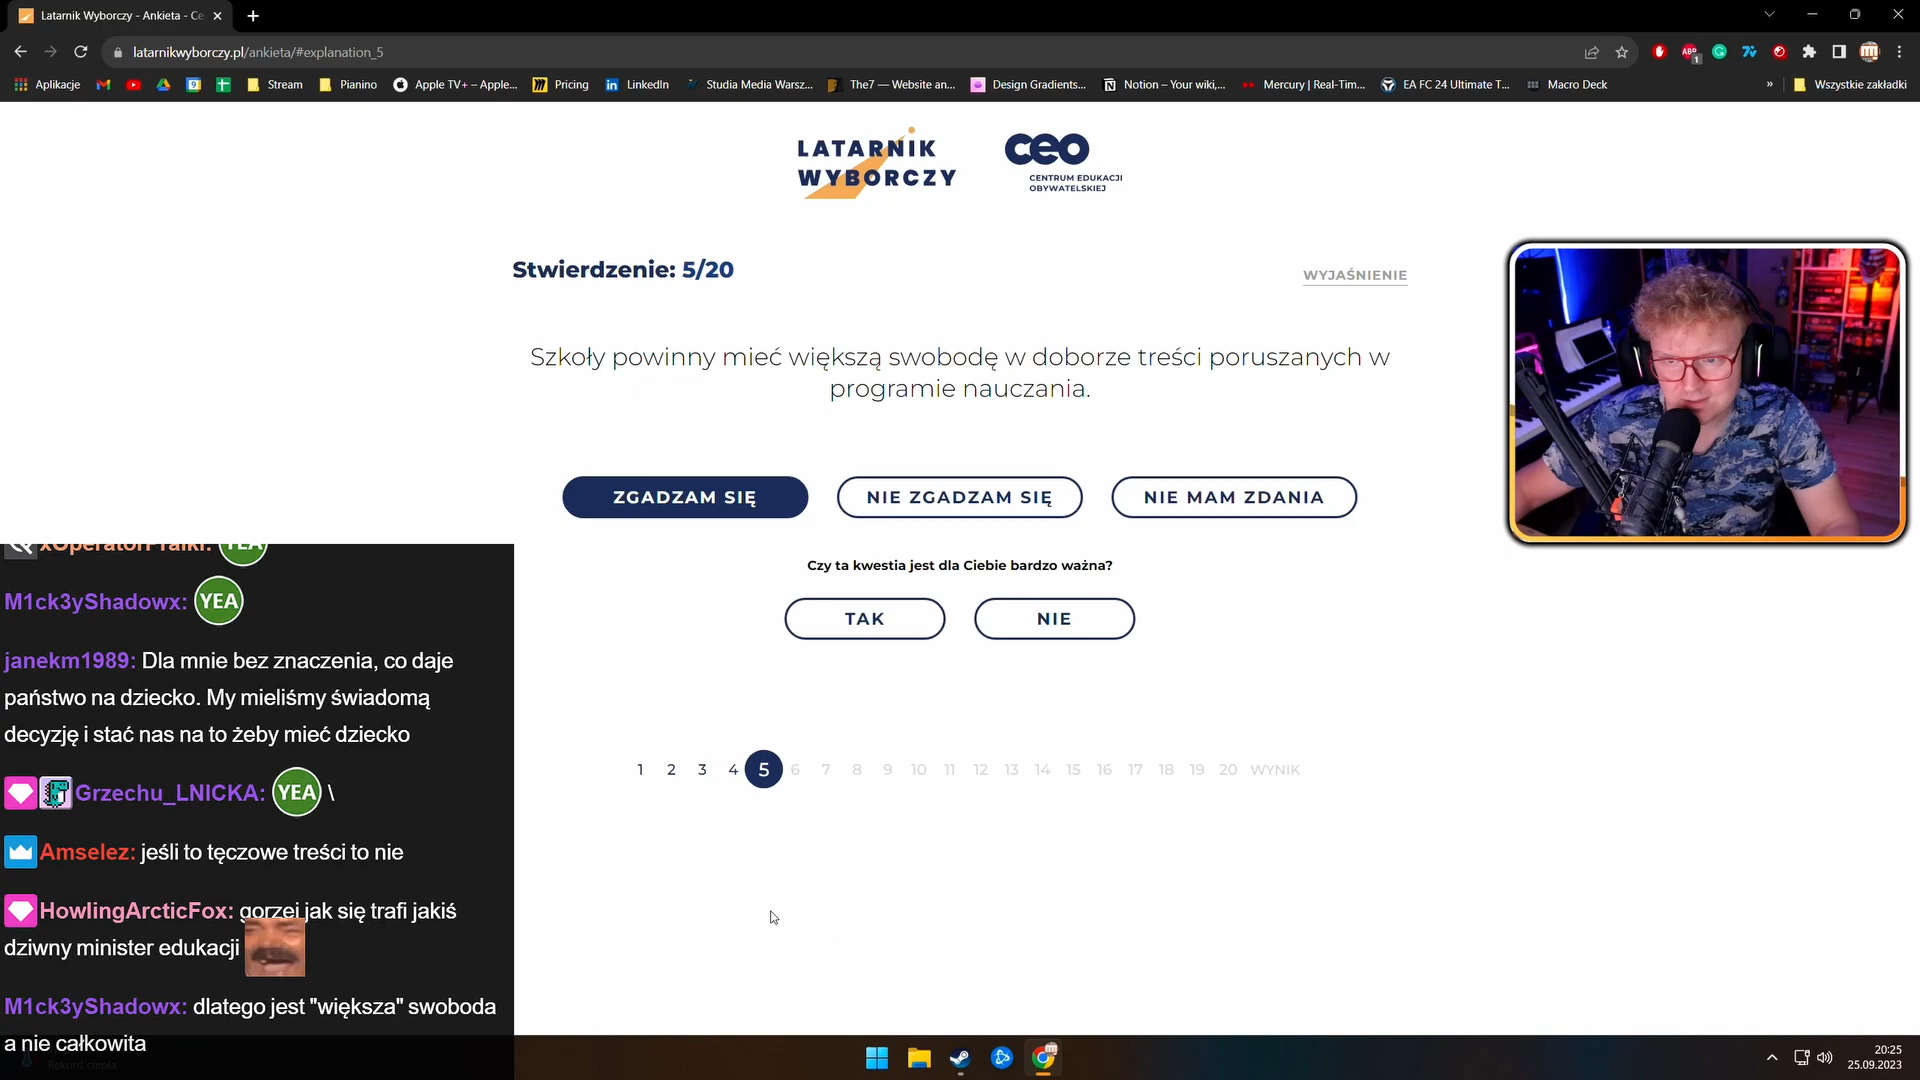 Latarnik Wyborczy - Ankieta - Ce
latarnikwyborczy.pl/ankieta/#explanation_5
Aplikacje
Stream
Pianino
Apple TV+ – Apple...
Pricing
LinkedIn
Studia Media Warsz...
The7 — Website an...
Design Gradients...
Notion – Your wiki,...
Mercury | Real-Tim...
EA FC 24 Ultimate T...
Macro Deck
»
Wszystkie zakładki
LATARNIK
WYBORCZY
ceo
CENTRUM EDUKACJI
OBYWATELSKIEJ
Stwierdzenie: 5/20
WYJAŚNIENIE
Szkoły powinny mieć większą swobodę w doborze treści poruszanych w
programie nauczania.
ZGADZAM SIĘ
NIE ZGADZAM SIĘ
NIE MAM ZDANIA
Czy ta kwestia jest dla Ciebie bardzo ważna?
TAK
NIE
1 2 3 4 5 6 7 8 9 10 11 12 13 14 15 16 17 18 19 20 WYNIK
YEA
M1ck3yShadowx: YEA
janekm1989: Dla mnie bez znaczenia, co daje
państwo na dziecko. My mieliśmy świadomą
decyzję i stać nas na to żeby mieć dziecko
Grzechu_LNICKA: YEA \
Amselez: jeśli to tęczowe treści to nie
HowlingArcticFox: gorzej jak się trafi jakiś
dziwny minister edukacji
M1ck3yShadowx: dlatego jest "większa" swoboda
a nie całkowita
Rekord ciepła
20:25
25.09.2023